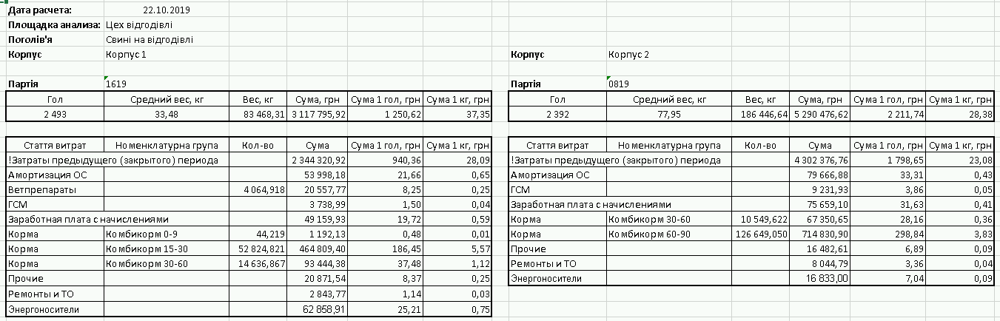 Дата расчета: 22.10.2019
Площадка анализа: Цех відгодівлі
Поголів'я Свині на відгодівлі
Корпус Корпус 1 Корпус Корпус 2
Партія 1619 Партія 0819
Гол Средний вес, кг Вес, кг Сума, грн Сума 1 гол, грн Сума 1 кг, грн Гол Средний вес, кг Вес, кг Сума, грн Сума 1 гол, грн Сума 1 кг, грн
2 493 33,48 83 468,31 3 117 795,92 1 250,62 37,35 2 392 77,95 186 446,64 5 290 476,62 2 211,74 28,38
Стаття витрат Номенклатурна група Кол-во Сума Сума 1 гол, грн Сума 1 кг, грн Стаття витрат Номенклатурна група Кол-во Сума Сума 1 гол, грн Сума 1 кг, грн
!Затраты предыдущего (закрытого) периода 2 344 320,92 940,36 28,09 !Затраты предыдущего (закрытого) периода 4 302 376,76 1 798,65 23,08
Амортизация ОС 53 998,18 21,66 0,65 Амортизация ОС 79 666,88 33,31 0,43
Ветпрепараты 4 064,918 20 557,77 8,25 0,25 ГСМ 9 231,93 3,86 0,05
ГСМ 3 738,99 1,50 0,04 Заработная плата с начислениями 75 659,10 31,63 0,41
Заработная плата с начислениями 49 159,93 19,72 0,59 Корма Комбикорм 30-60 10 549,622 67 350,65 28,16 0,36
Корма Комбикорм 0-9 44,219 1 192,13 0,48 0,01 Корма Комбикорм 60-90 126 649,050 714 830,90 298,84 3,83
Корма Комбикорм 15-30 52 824,821 464 809,40 186,45 5,57 Прочие 16 482,61 6,89 0,09
Корма Комбикорм 30-60 14 636,867 93 444,38 37,48 1,12 Ремонты и ТО 8 044,79 3,36 0,04
Прочие 20 871,54 8,37 0,25 Энергоносители 16 833,00 7,04 0,09
Ремонты и ТО 2 843,77 1,14 0,03
Энергоносители 62 858,91 25,21 0,75